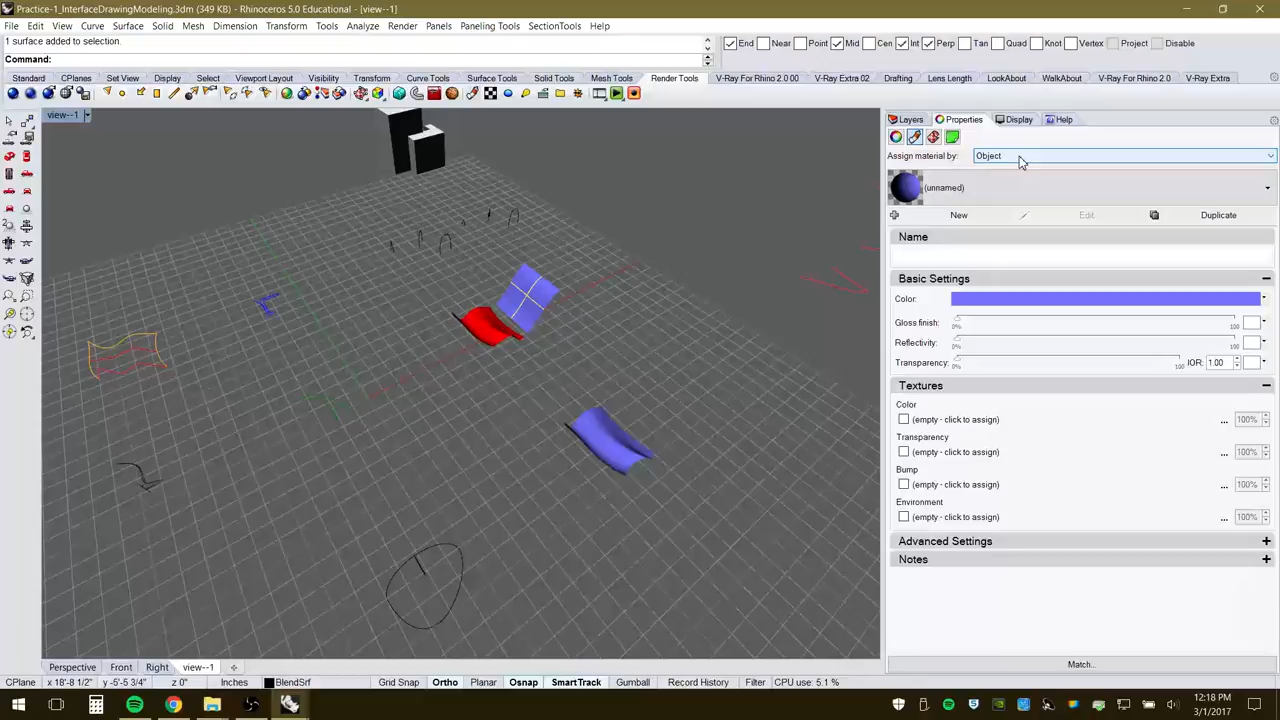 Practice-1_InterfaceDrawingModeling.3dm (349 KB) - Rhinoceros 5.0 Educational - [view--1]
File Edit View Curve Surface Solid Mesh Dimension Transform Tools Analyze Render Panels Paneling Tools SectionTools Help
1 surface added to selection.
Command:
End Near Point Mid Cen Int Perp Tan Quad Knot Vertex Project Disable
Standard CPlanes Set View Display Select Viewport Layout Visibility Transform Curve Tools Surface Tools Solid Tools Mesh Tools Render Tools V-Ray For Rhino 2.0 00 V-Ray Extra 02 Drafting Lens Length LookAbout WalkAbout V-Ray For Rhino 2.0 V-Ray Extra
view--1
Layers Properties Display Help
Assign material by: Object
(unnamed)
New Edit Duplicate
Name
Basic Settings
Color:
Gloss finish: 0% 100
Reflectivity: 0% 100
Transparency: 0% 100 IOR: 1.00
Textures
Color
(empty - click to assign) ... 100%
Transparency
(empty - click to assign) ... 100%
Bump
(empty - click to assign) ... 100%
Environment
(empty - click to assign) ... 100%
Advanced Settings
Notes
Match...
Perspective Front Right view--1
CPlane x 18'-8 1/2" y -5'-5 3/4" z 0" Inches BlendSrf Grid Snap Ortho Planar Osnap SmartTrack Gumball Record History Filter CPU use: 5.1 %
12:18 PM
3/1/2017